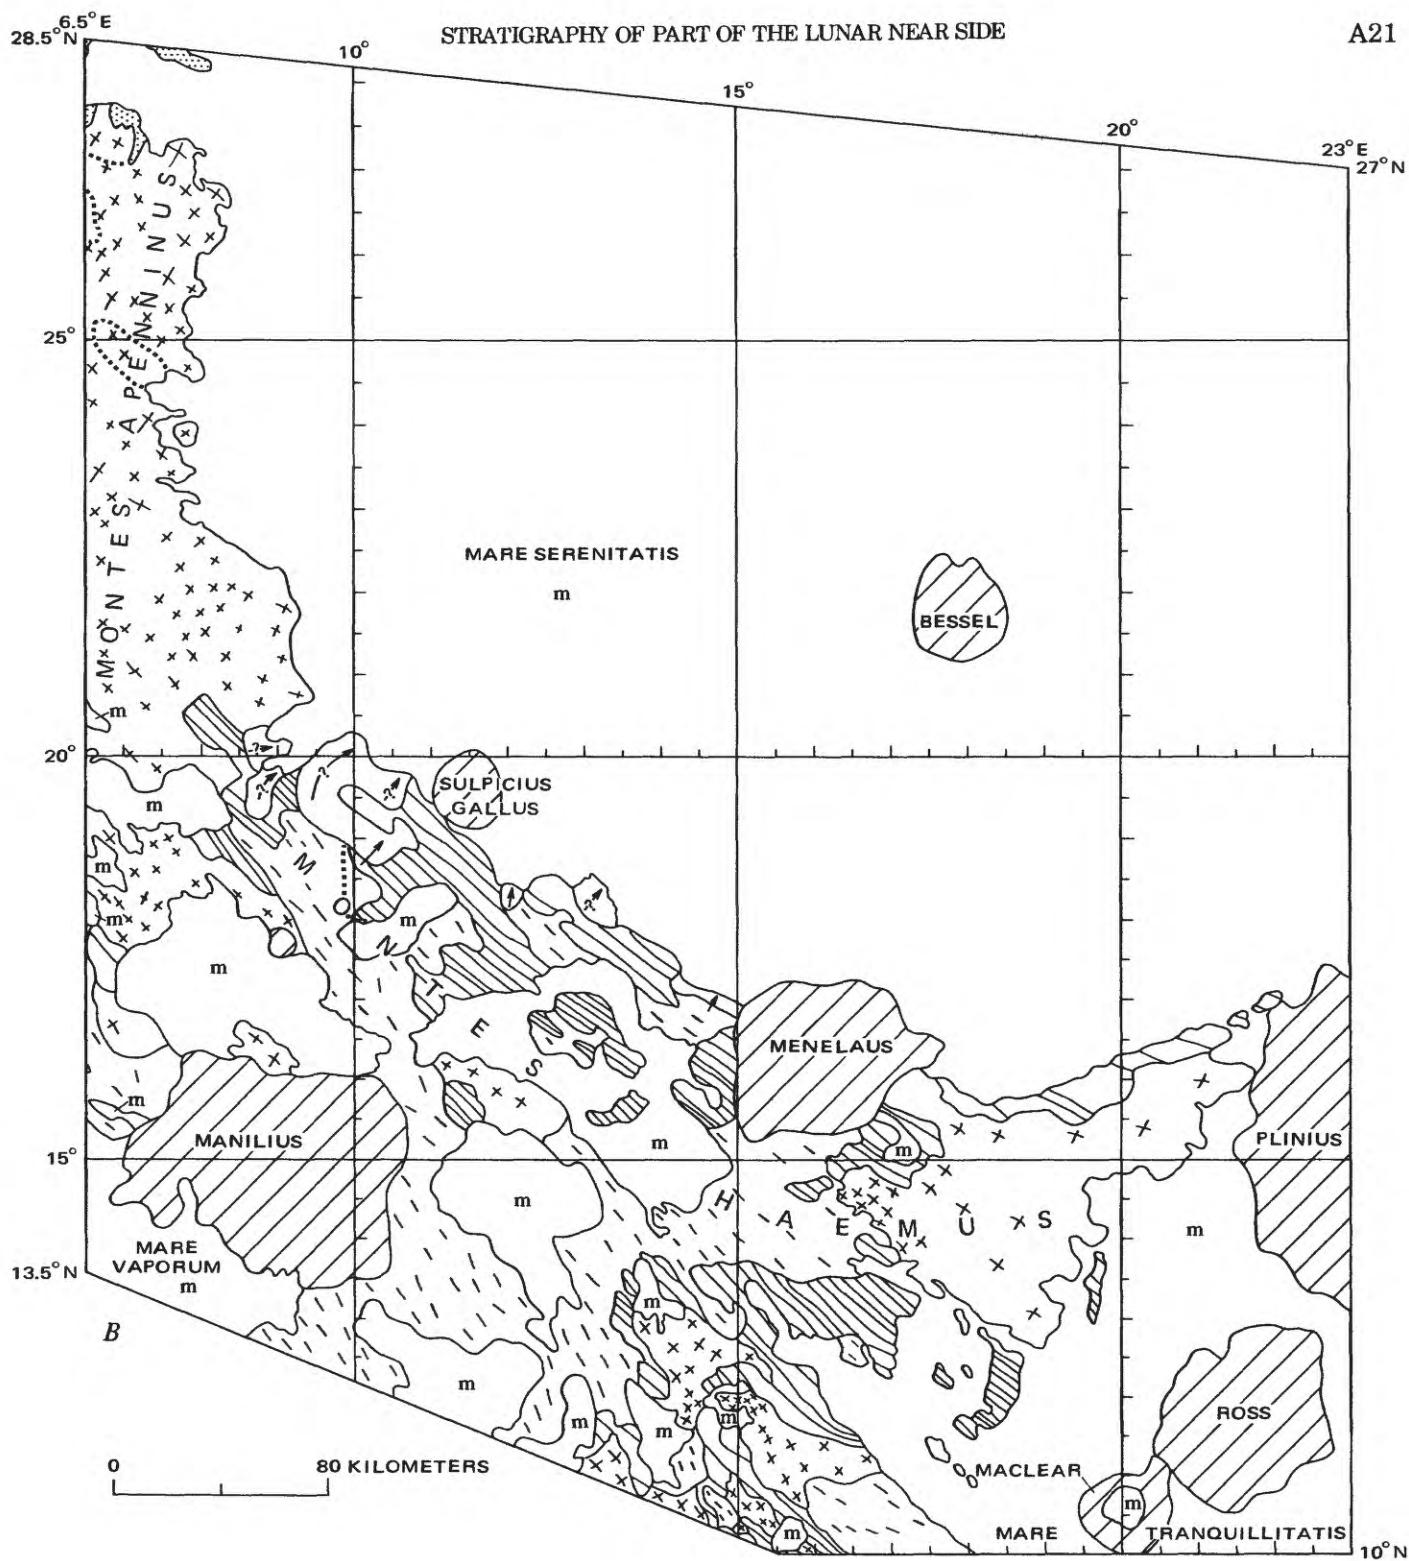 6.5°E
28.5°N
STRATIGRAPHY OF PART OF THE LUNAR NEAR SIDE
A21
10°
15°
20°
23°E
27°N
MONTES APENNINUS
25°
MARE SERENITATIS
m
BESSEL
m
20°
-?
-?
?
-?
SULPICIUS
GALLUS
m
m
m
m
-?
m
MONTES HAEMUS
MENELAUS
m
MANILIUS
m
m
PLINIUS
15°
m
m
MARE
VAPORUM
m
13.5°N
m
B
m
m
m
m
ROSS
0
80 KILOMETERS
MACLEAR
m
m
MARE
TRANQUILLITATIS
10°N